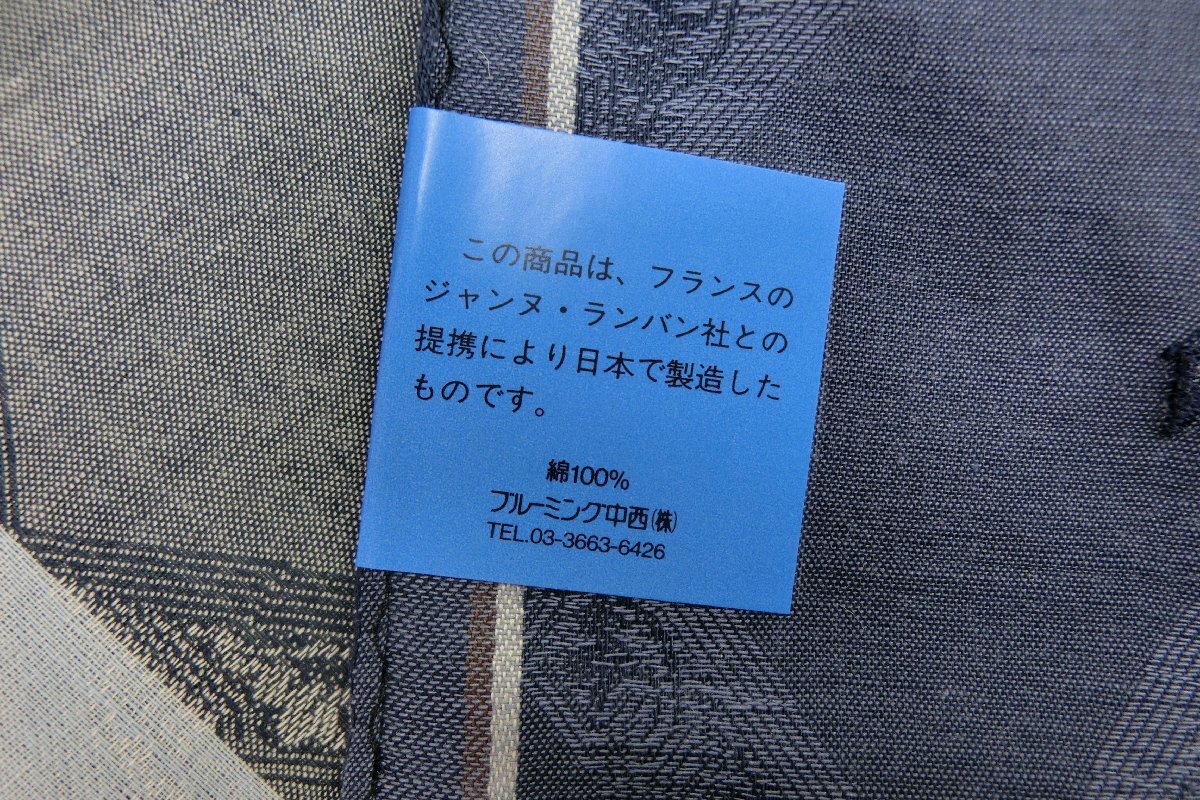 この商品は、フランスの
ジャンヌ・ランバン社との
提携により日本で製造した
ものです。
綿100%
ブルーミング中西(株)
TEL.03-3663-6426